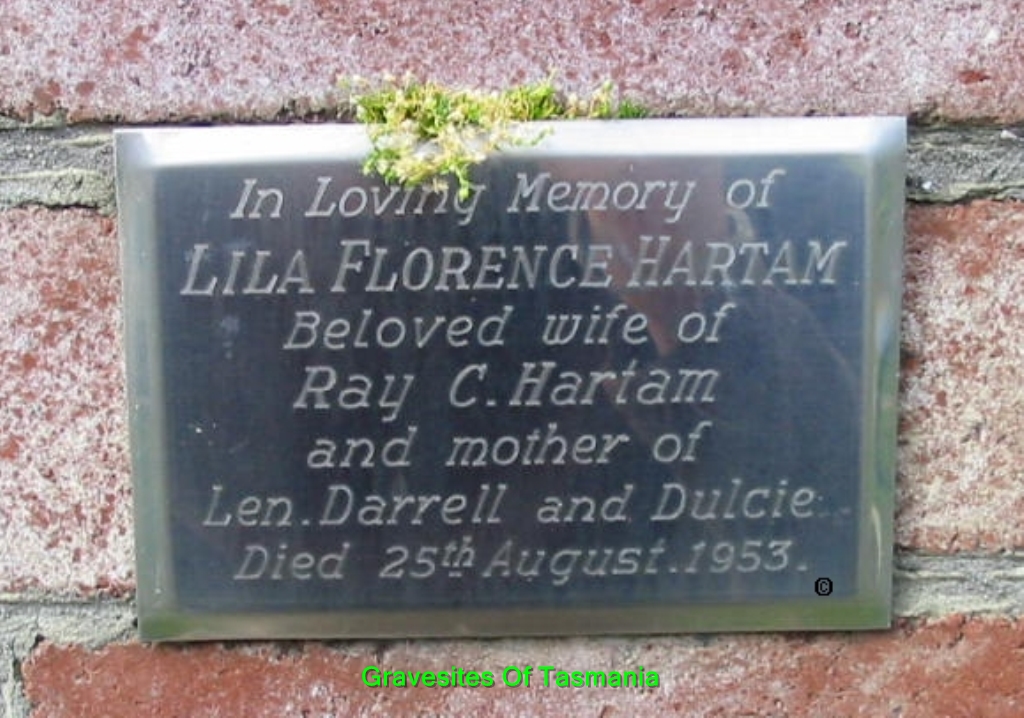 In Loving Memory of
LILA FLORENCE HARTAM
Beloved wife of
Ray C. Hartam
and mother of
Len. Darrell and Dulcie
Died 25th August. 1953.
©
Gravesites Of Tasmania